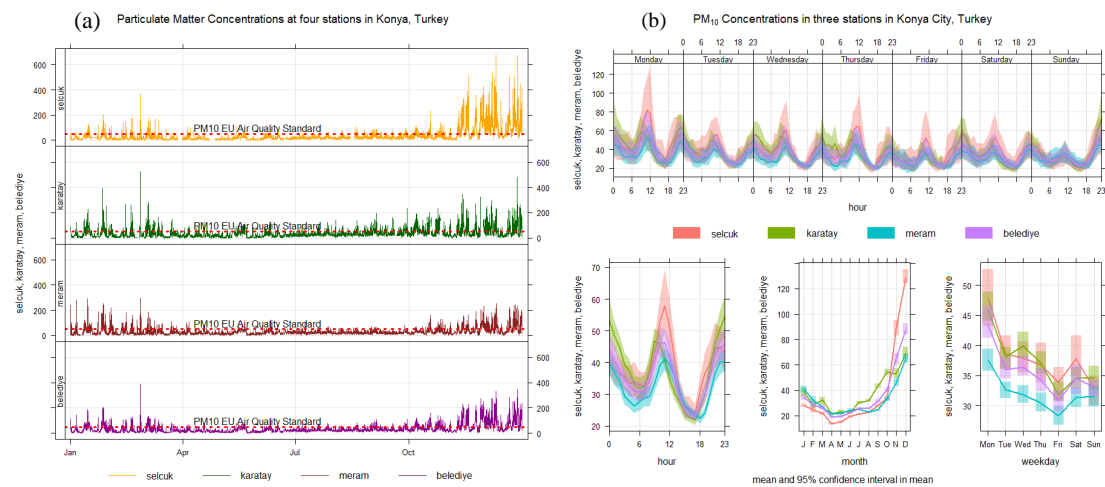 (a)
Particulate Matter Concentrations at four stations in Konya, Turkey
Jan Apr Jul Oct
selcuk, karatay, meram, belediye
selcuk
600
400
200
0
PM10 EU Air Quality Standard
karatay
600
400
200
0
PM10 EU Air Quality Standard
meram
600
400
200
0
PM10 EU Air Quality Standard
belediye
600
400
200
0
PM10 EU Air Quality Standard
Jan Apr Jul Oct
selcuk karatay meram belediye
(b)
PM₁₀ Concentrations in three stations in Konya City, Turkey
0 6 12 18 23 0 6 12 18 23 0 6 12 18 23
Monday Tuesday Wednesday Thursday Friday Saturday Sunday
selcuk, karatay, meram, belediye
120
100
80
60
40
20
0 6 12 18 23 0 6 12 18 23 0 6 12 18 23 0 6 12 18 23
hour
selcuk karatay meram belediye
selcuk, karatay, meram, belediye
70
60
50
40
30
20
0 6 12 18 23
hour
selcuk, karatay, meram, belediye
140
120
100
80
60
40
20
J F M A M J J A S O N D
month
selcuk, karatay, meram, belediye
50
45
40
35
30
Mon Tue Wed Thu Fri Sat Sun
weekday
mean and 95% confidence interval in mean